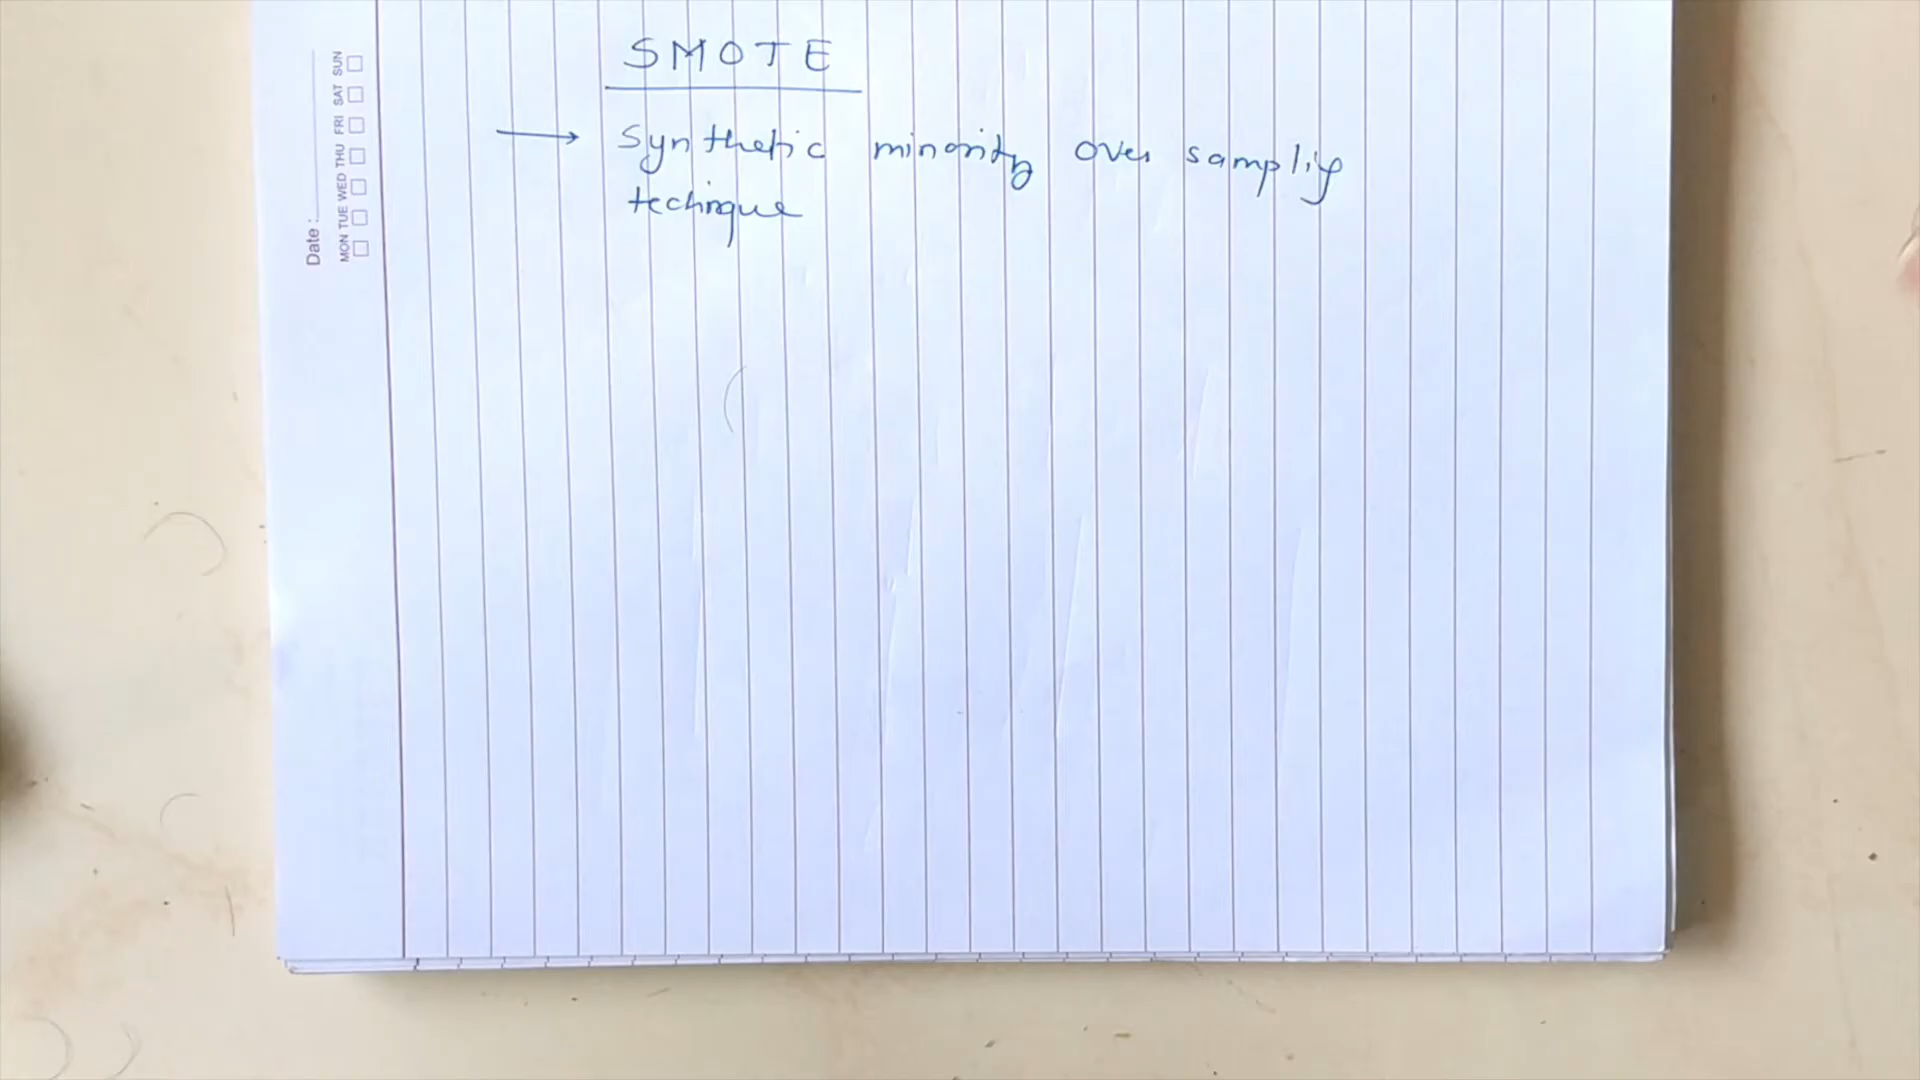 SMOTE
→ Synthetic minority over sampling
technique
Date :
MON TUE WED THU FRI SAT SUN